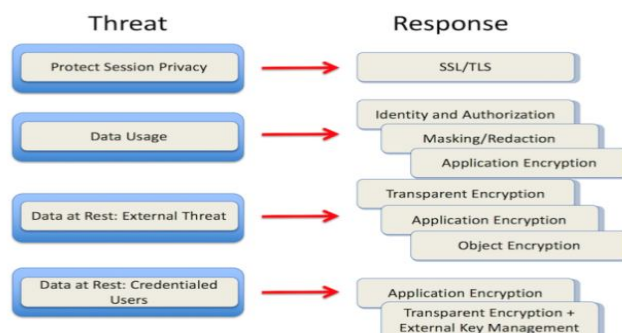 Threat
Response
Protect Session Privacy
SSL/TLS
Data Usage
Identity and Authorization
Masking/Redaction
Application Encryption
Data at Rest: External Threat
Transparent Encryption
Application Encryption
Object Encryption
Data at Rest: Credentialed
Users
Application Encryption
Transparent Encryption +
External Key Management